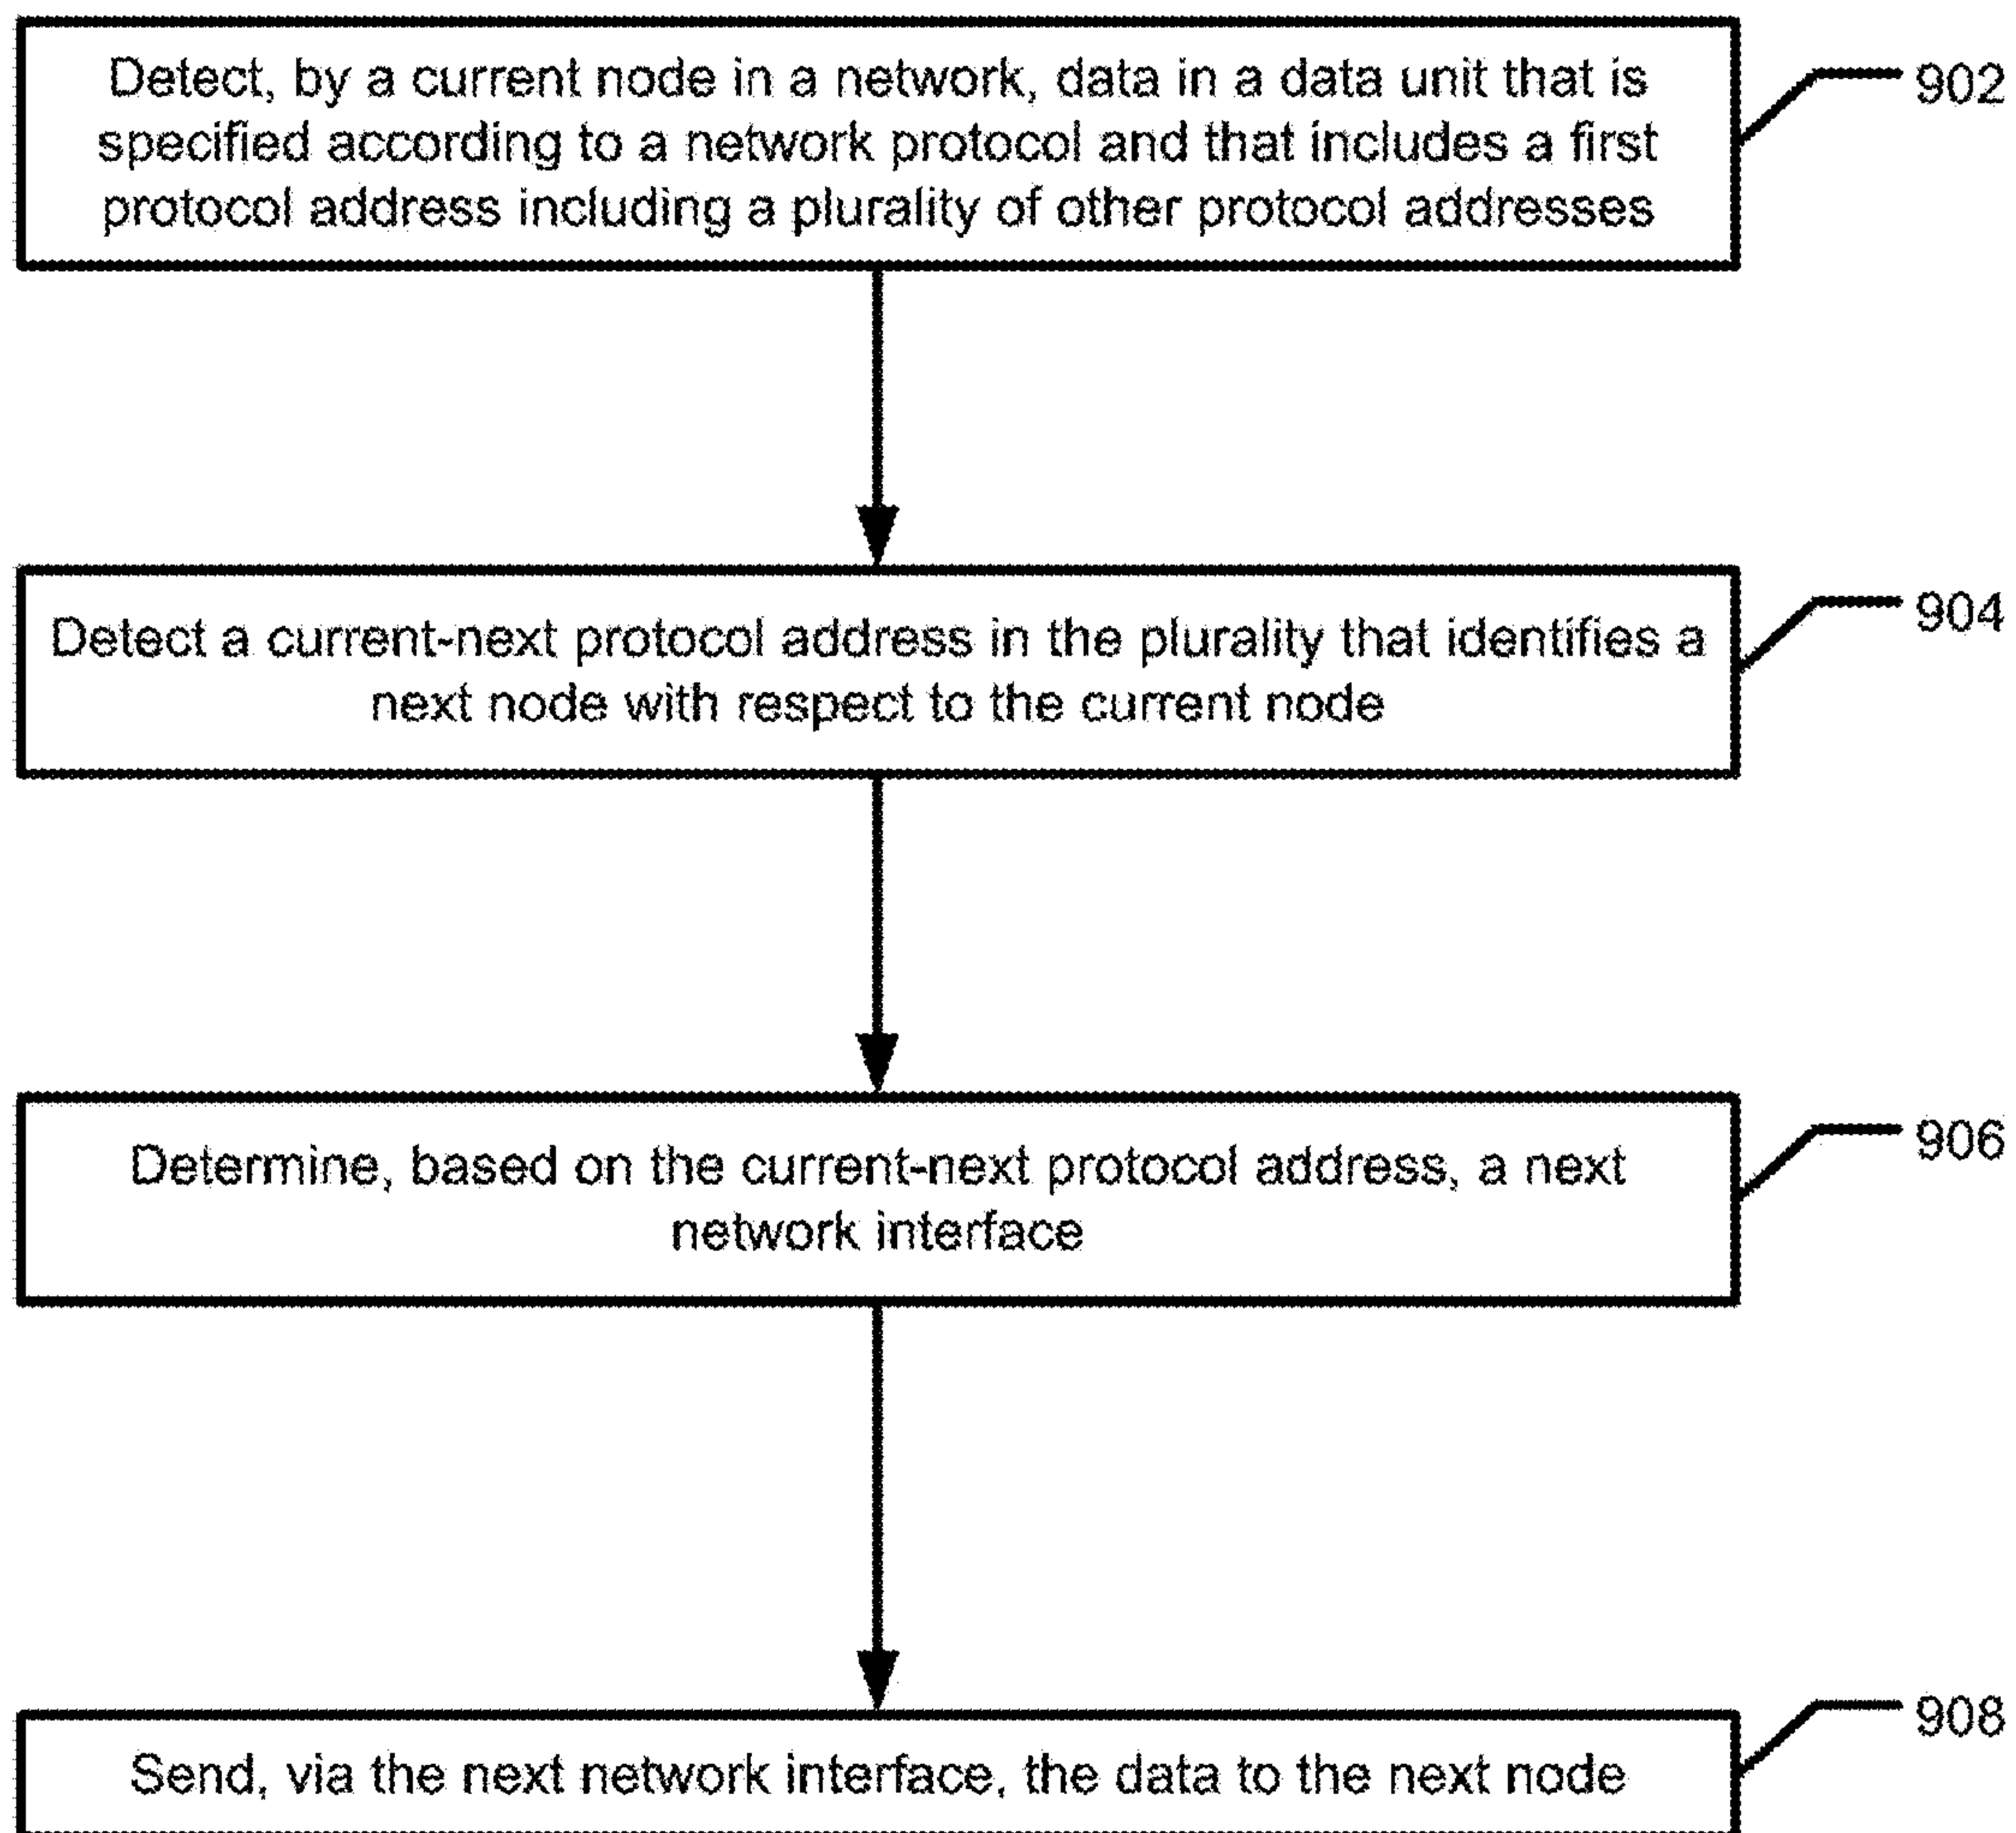 Detect, by a current node in a network, data in a data unit that is
specified according to a network protocol and that includes a first
protocol address including a plurality of other protocol addresses
902
Detect a current-next protocol address in the plurality that identifies a
next node with respect to the current node
904
Determine, based on the current-next protocol address, a next
network interface
906
Send, via the next network interface, the data to the next node
908